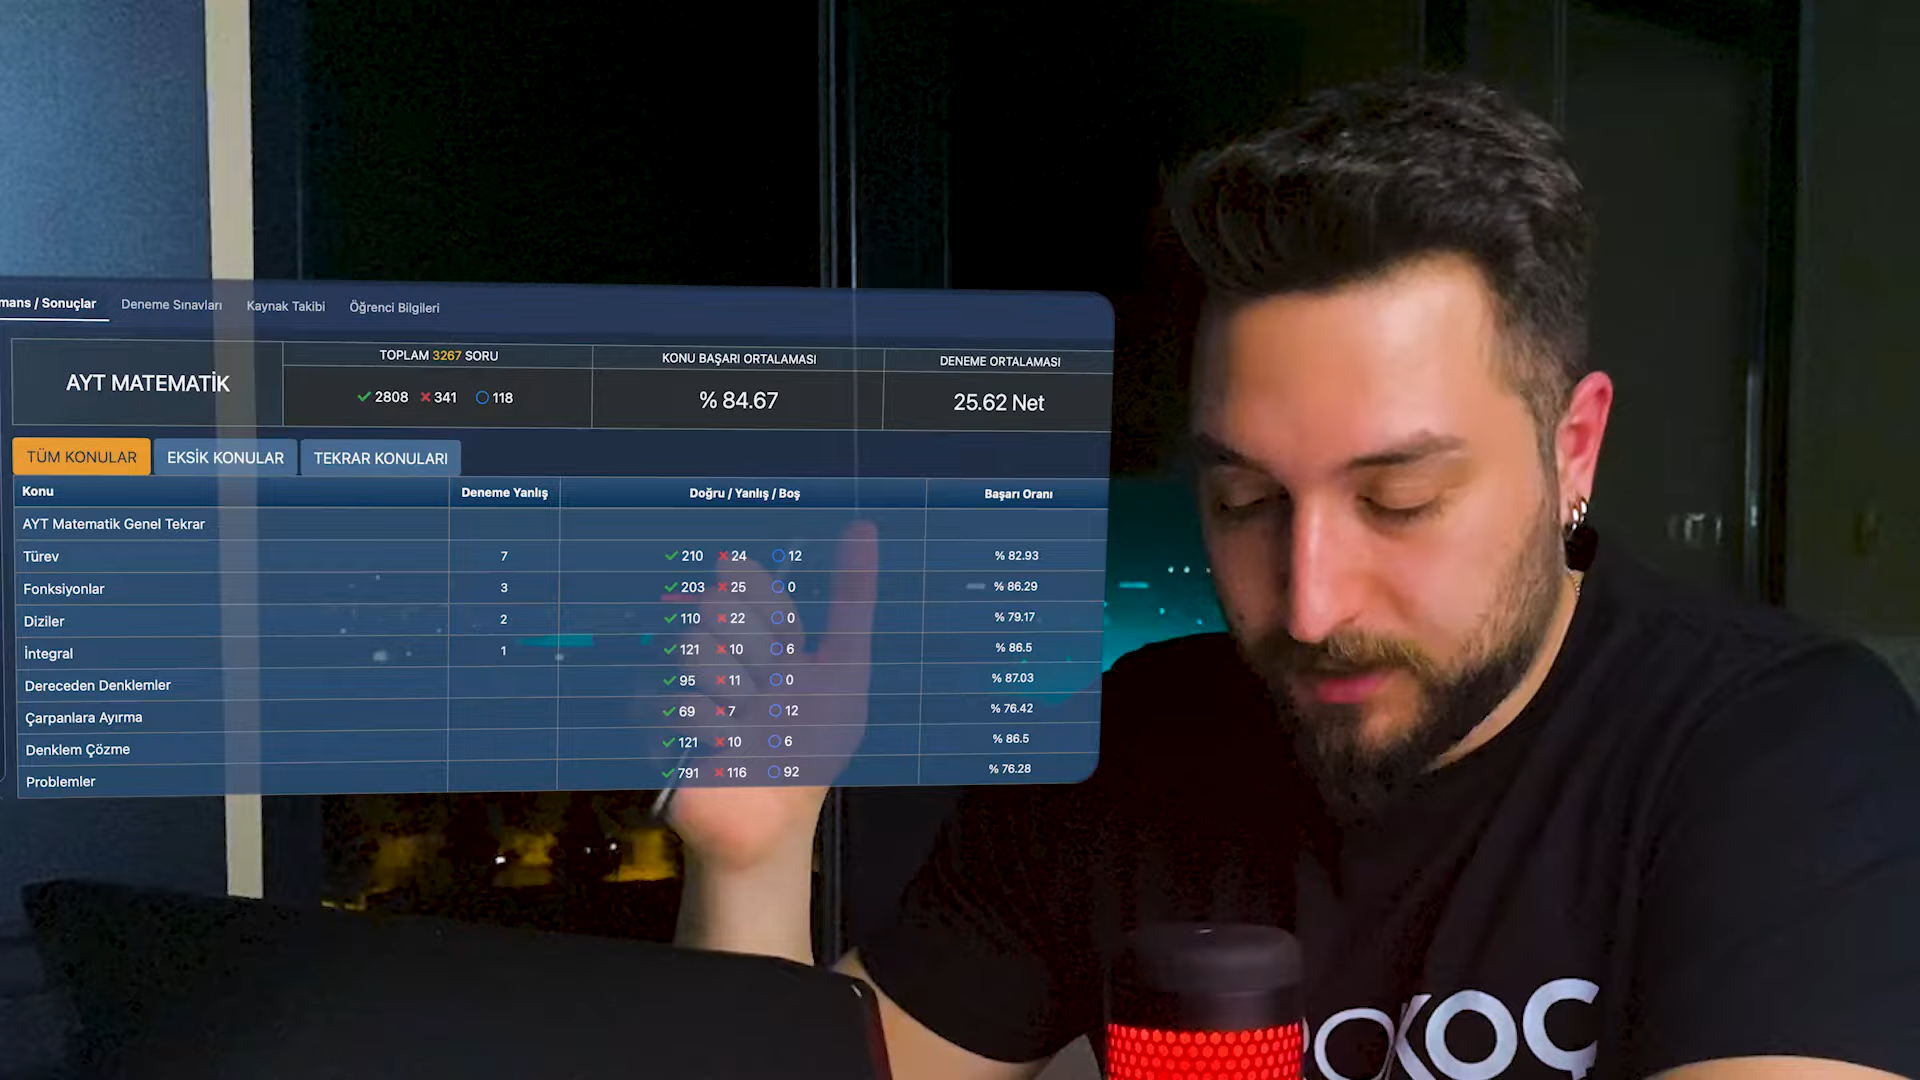 / Sonuçlar Deneme Sınavları Kaynak Takibi Öğrenci Bilgileri
AYT MATEMATİK
TOPLAM 3267 SORU
2808 341 118
KONU BAŞARI ORTALAMASI
% 84.67
DENEME ORTALAMASI
25.62 Net
TÜM KONULAR EKSİK KONULAR TEKRAR KONULARI
Konu Deneme Yanlış Doğru / Yanlış / Boş Başarı Oranı
AYT Matematik Genel Tekrar
Türev 7 210 24 12 % 82.93
Fonksiyonlar 3 203 25 0 % 86.29
Diziler 2 110 22 0 % 79.17
İntegral 1 121 10 6 % 86.5
Dereceden Denklemler 95 11 0 % 87.03
Çarpanlara Ayırma 69 7 12 % 76.42
Denklem Çözme 121 10 6 % 86.5
Problemler 791 116 92 % 76.28
KOÇ